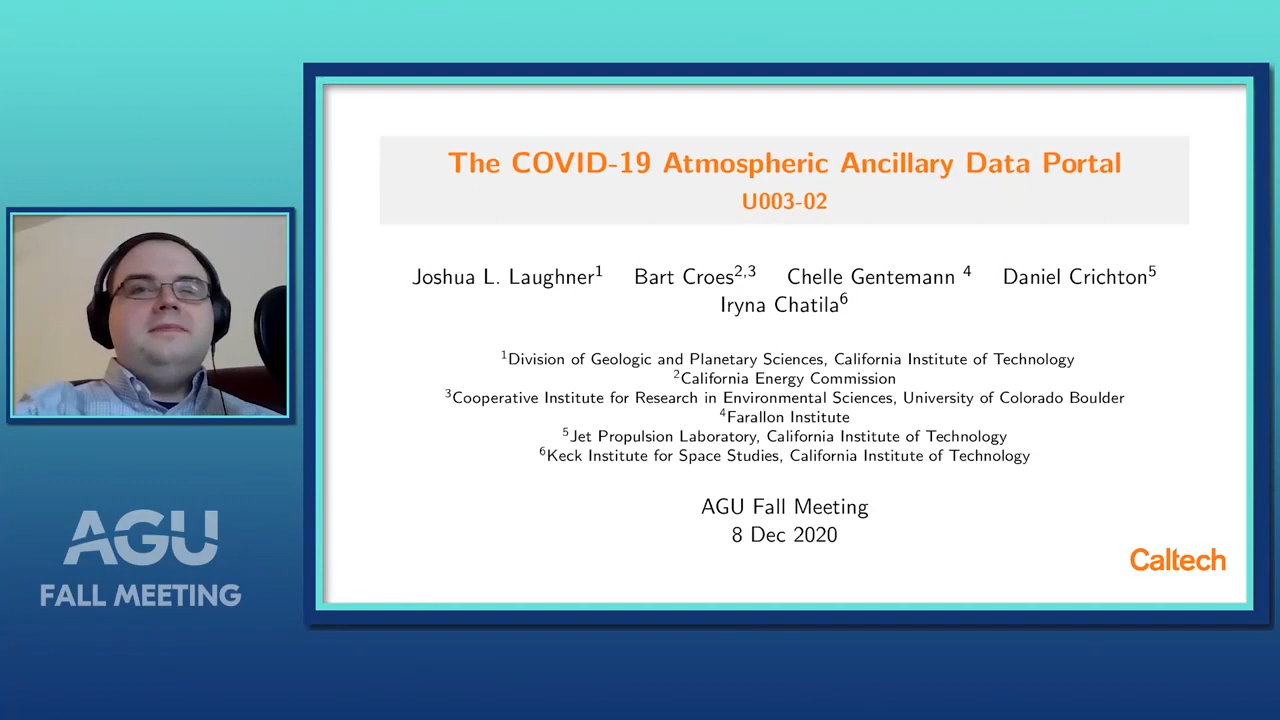 The COVID-19 Atmospheric Ancillary Data Portal
U003-02
Joshua L. Laughner1 Bart Croes2,3 Chelle Gentemann 4 Daniel Crichton5
Iryna Chatila6
1Division of Geologic and Planetary Sciences, California Institute of Technology
2California Energy Commission
3Cooperative Institute for Research in Environmental Sciences, University of Colorado Boulder
4Farallon Institute
5Jet Propulsion Laboratory, California Institute of Technology
6Keck Institute for Space Studies, California Institute of Technology
AGU Fall Meeting
8 Dec 2020
Caltech
AGU
FALL MEETING